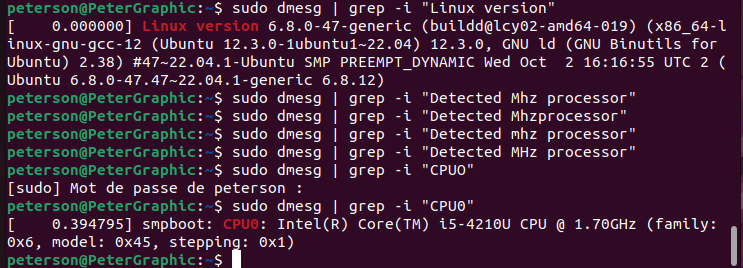 peterson@PeterGraphic:~$ sudo dmesg | grep -i "Linux version"
[    0.000000] Linux version 6.8.0-47-generic (buildd@lcy02-amd64-019) (x86_64-l
inux-gnu-gcc-12 (Ubuntu 12.3.0-1ubuntu1~22.04) 12.3.0, GNU ld (GNU Binutils for
Ubuntu) 2.38) #47~22.04.1-Ubuntu SMP PREEMPT_DYNAMIC Wed Oct  2 16:16:55 UTC 2 (
Ubuntu 6.8.0-47.47~22.04.1-generic 6.8.12)
peterson@PeterGraphic:~$ sudo dmesg | grep -i "Detected Mhz processor"
peterson@PeterGraphic:~$ sudo dmesg | grep -i "Detected Mhzprocessor"
peterson@PeterGraphic:~$ sudo dmesg | grep -i "Detected mhz processor"
peterson@PeterGraphic:~$ sudo dmesg | grep -i "Detected MHz processor"
peterson@PeterGraphic:~$ sudo dmesg | grep -i "CPUO"
[sudo] Mot de passe de peterson :
peterson@PeterGraphic:~$ sudo dmesg | grep -i "CPU0"
[    0.394795] smpboot: CPU0: Intel(R) Core(TM) i5-4210U CPU @ 1.70GHz (family:
0x6, model: 0x45, stepping: 0x1)
peterson@PeterGraphic:~$